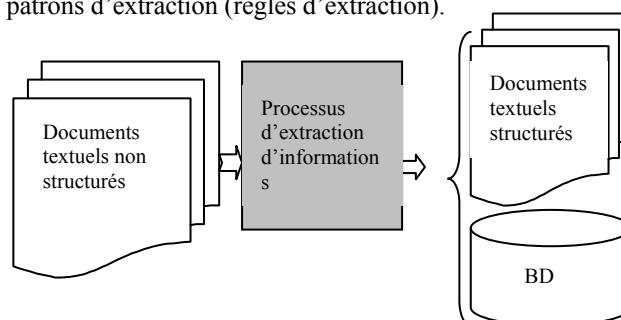 patrons d'extraction (règles d'extraction).
Documents
textuels non
structurés
Processus
d'extraction
d'information
s
Documents
textuels
structurés
BD